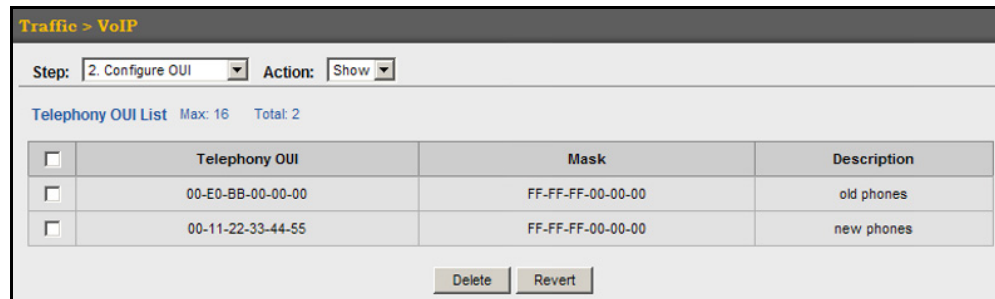 Traffic > VoIP
Step: 2. Configure OUI Action: Show
Telephony OUI List Max: 16 Total: 2
Telephony OUI Mask Description
00-E0-BB-00-00-00 FF-FF-FF-00-00-00 old phones
00-11-22-33-44-55 FF-FF-FF-00-00-00 new phones
Delete Revert